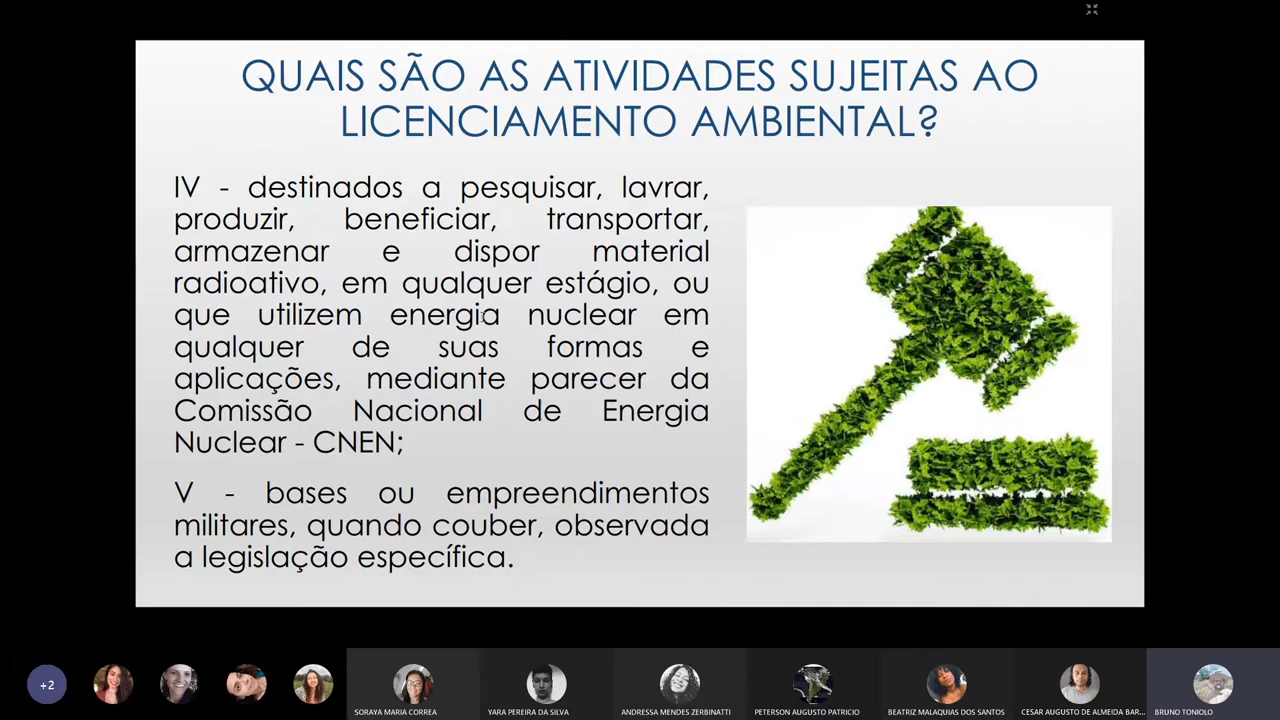 QUAIS SÃO AS ATIVIDADES SUJEITAS AO
LICENCIAMENTO AMBIENTAL?
IV - destinados a pesquisar, lavrar,
produzir, beneficiar, transportar,
armazenar e dispor material
radioativo, em qualquer estágio, ou
que utilizem energia nuclear em
qualquer de suas formas e
aplicações, mediante parecer da
Comissão Nacional de Energia
Nuclear - CNEN;
V - bases ou empreendimentos
militares, quando couber, observada
a legislação específica.
+2
SORAYA MARIA CORREA
YARA PEREIRA DA SILVA
ANDRESSA MENDES ZERBINATTI
PETERSON AUGUSTO PATRICIO
BEATRIZ MALAQUIAS DOS SANTOS
CESAR AUGUSTO DE ALMEIDA BAR...
BRUNO TONIOLO